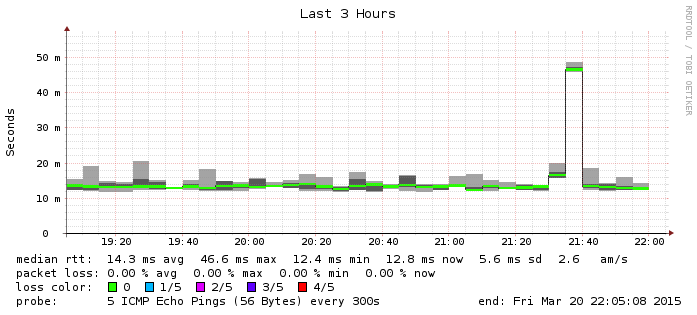 Last 3 Hours
RRDTOOL / TOBI OETIKER
Seconds
50 m
40 m
30 m
20 m
10 m
0
19:20 19:40 20:00 20:20 20:40 21:00 21:20 21:40 22:00
median rtt: 14.3 ms avg 46.6 ms max 12.4 ms min 12.8 ms now 5.6 ms sd 2.6 am/s
packet loss: 0.00 % avg 0.00 % max 0.00 % min 0.00 % now
loss color: 0 1/5 2/5 3/5 4/5
probe: 5 ICMP Echo Pings (56 Bytes) every 300s end: Fri Mar 20 22:05:08 2015